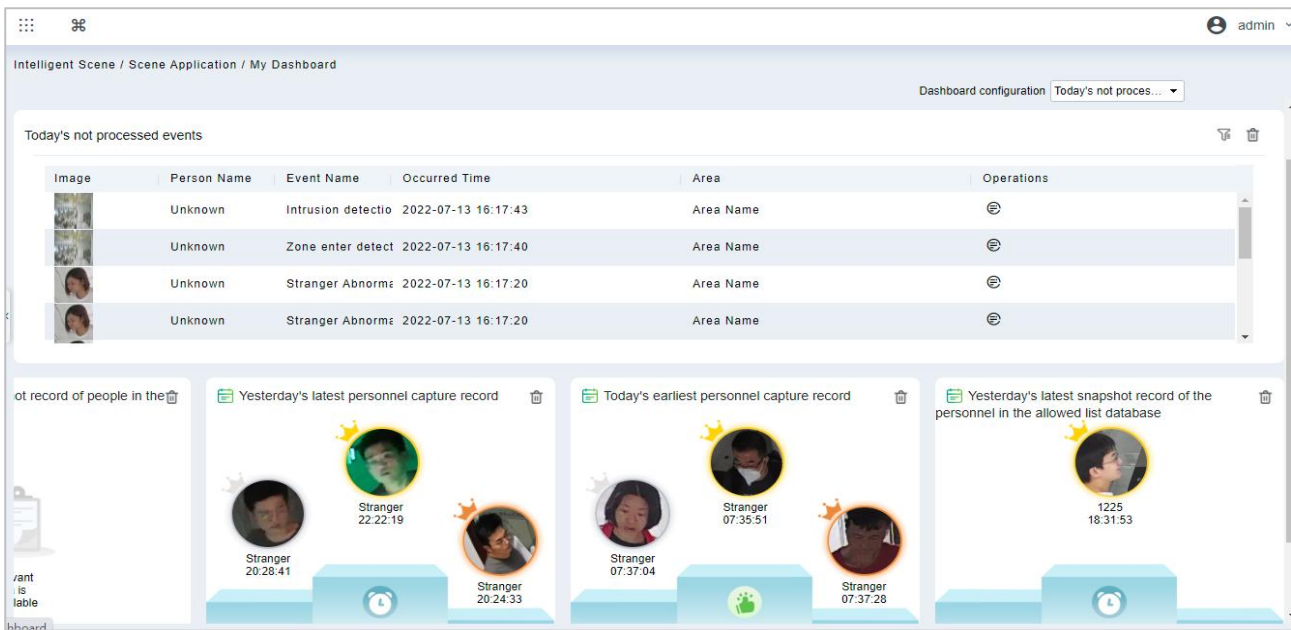 admin
Intelligent Scene / Scene Application / My Dashboard
Dashboard configuration Today's not proces...
Today's not processed events
Image Person Name Event Name Occurred Time Area Operations
Unknown Intrusion detectio 2022-07-13 16:17:43 Area Name
Unknown Zone enter detect 2022-07-13 16:17:40 Area Name
Unknown Stranger Abnorma 2022-07-13 16:17:20 Area Name
Unknown Stranger Abnorma 2022-07-13 16:17:20 Area Name
ot record of people in the
vant
is
lable
Yesterday's latest personnel capture record
Stranger
22:22:19
Stranger
20:28:41
Stranger
20:24:33
Today's earliest personnel capture record
Stranger
07:35:51
Stranger
07:37:04
Stranger
07:37:28
Yesterday's latest snapshot record of the
personnel in the allowed list database
1225
18:31:53
hboard